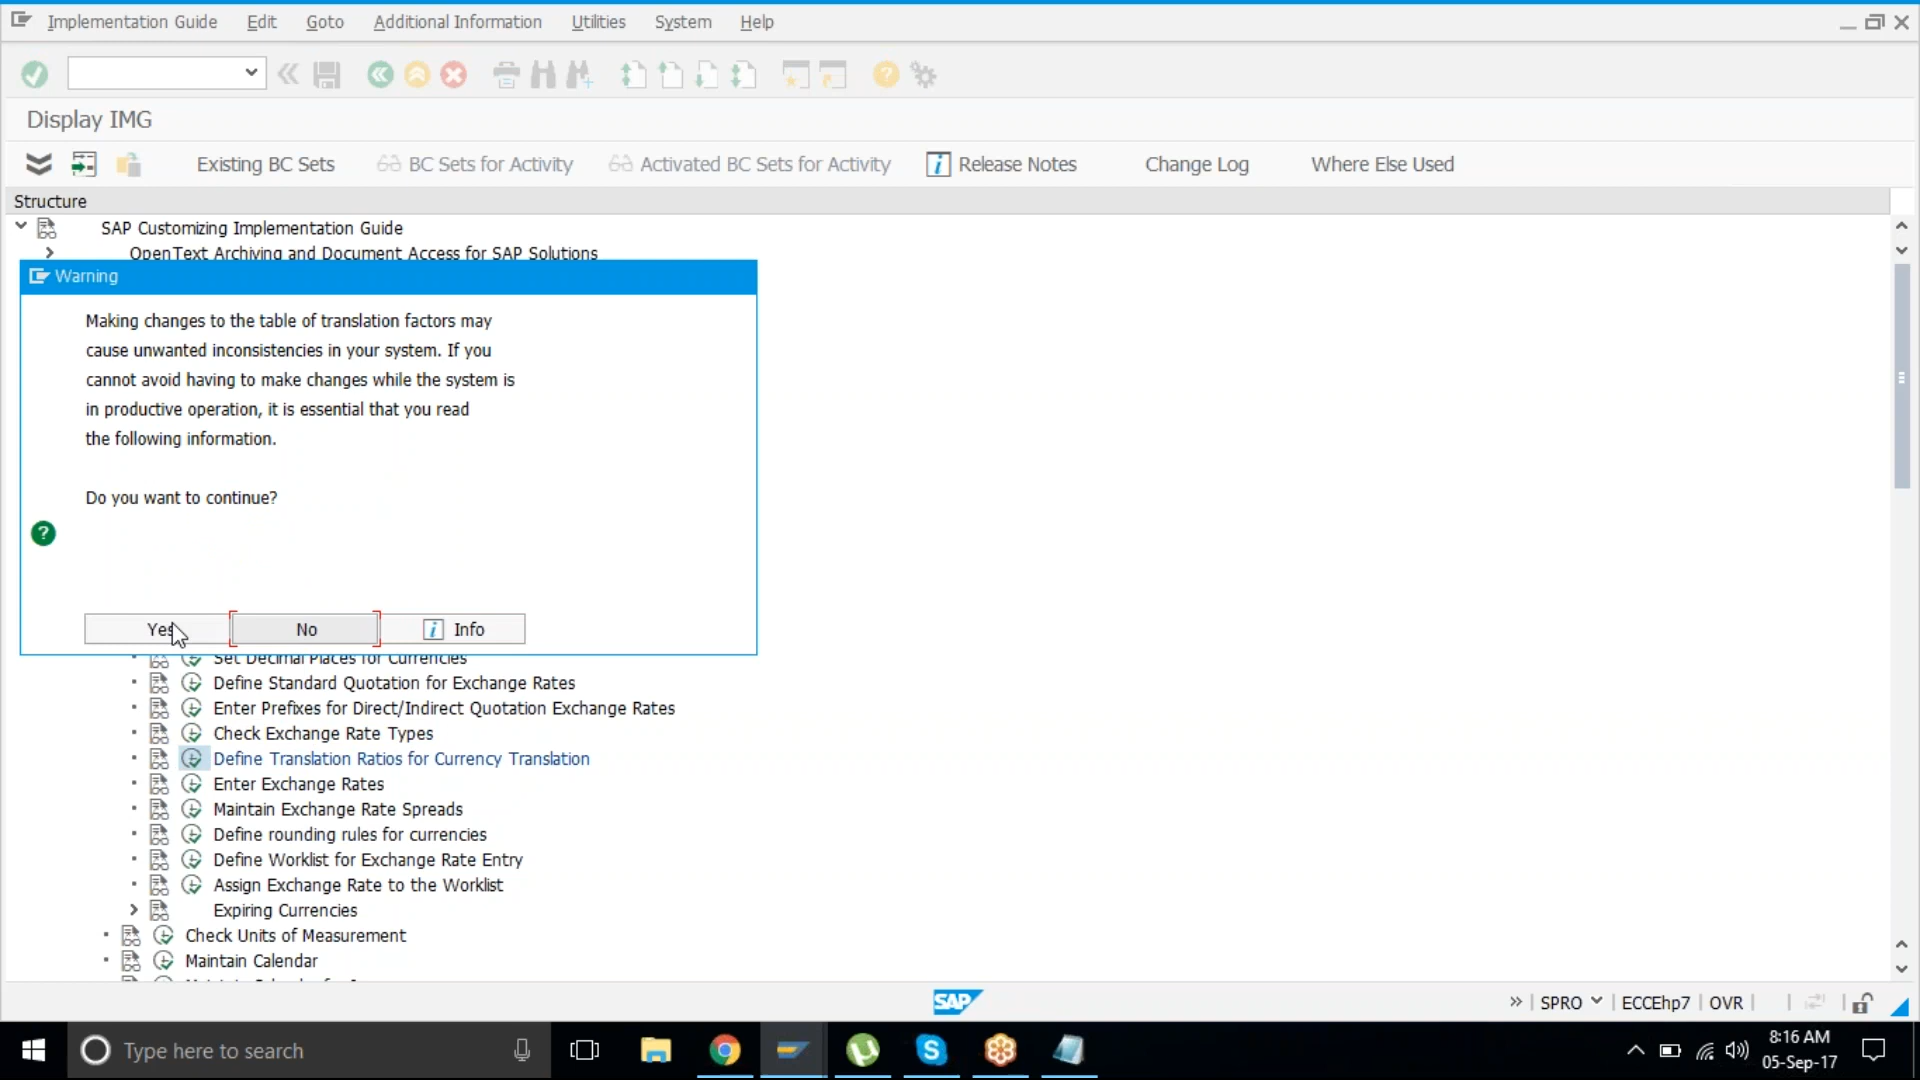 Implementation Guide Edit Goto Additional Information Utilities System Help
Display IMG
Existing BC Sets BC Sets for Activity Activated BC Sets for Activity Release Notes Change Log Where Else Used
Structure
SAP Customizing Implementation Guide
OpenText Archiving and Document Access for SAP Solutions
Warning
Making changes to the table of translation factors may
cause unwanted inconsistencies in your system. If you
cannot avoid having to make changes while the system is
in productive operation, it is essential that you read
the following information.
Do you want to continue?
Yes No Info
Set Decimal Places for Currencies
Define Standard Quotation for Exchange Rates
Enter Prefixes for Direct/Indirect Quotation Exchange Rates
Check Exchange Rate Types
Define Translation Ratios for Currency Translation
Enter Exchange Rates
Maintain Exchange Rate Spreads
Define rounding rules for currencies
Define Worklist for Exchange Rate Entry
Assign Exchange Rate to the Worklist
Expiring Currencies
Check Units of Measurement
Maintain Calendar
SAP
SPRO ECCEhp7 OVR
Type here to search
8:16 AM
05-Sep-17